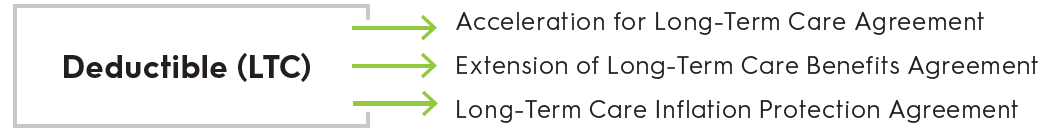 Deductible (LTC)
Acceleration for Long-Term Care Agreement
Extension of Long-Term Care Benefits Agreement
Long-Term Care Inflation Protection Agreement